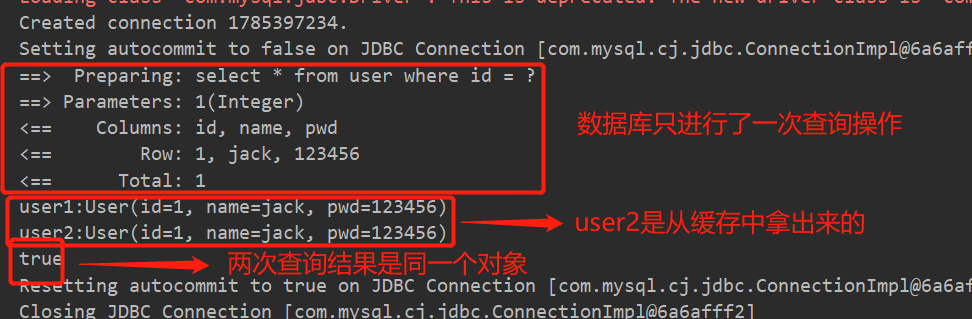 Loading class `com.mysql.jdbc.Driver'. This is deprecated. The new driver class is `com
Created connection 1785397234.
Setting autocommit to false on JDBC Connection [com.mysql.cj.jdbc.ConnectionImpl@6a6afff
==>  Preparing: select * from user where id = ?
==> Parameters: 1(Integer)
<==    Columns: id, name, pwd
<==        Row: 1, jack, 123456
<==      Total: 1
数据库只进行了一次查询操作
user1:User(id=1, name=jack, pwd=123456)
user2:User(id=1, name=jack, pwd=123456)
user2是从缓存中拿出来的
true
两次查询结果是同一个对象
Resetting autocommit to true on JDBC Connection [com.mysql.cj.jdbc.ConnectionImpl@6a6aff
Closing JDBC Connection [com.mysql.cj.jdbc.ConnectionImpl@6a6afff2]